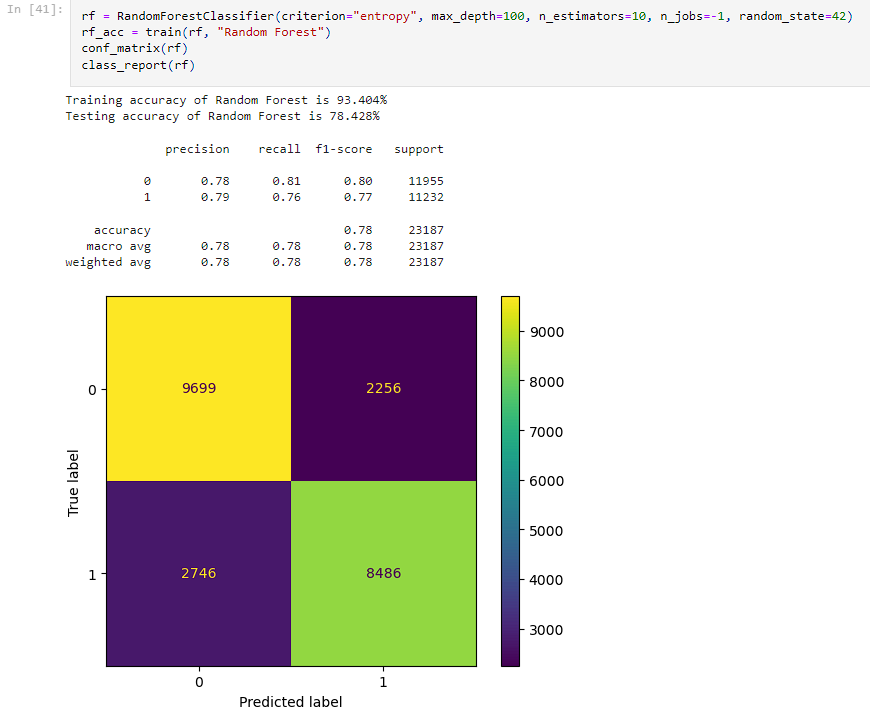 In [41]:
rf = RandomForestClassifier(criterion="entropy", max_depth=100, n_estimators=10, n_jobs=-1, random_state=42)
rf_acc = train(rf, "Random Forest")
conf_matrix(rf)
class_report(rf)
Training accuracy of Random Forest is 93.404%
Testing accuracy of Random Forest is 78.428%
precision recall f1-score support
0 0.78 0.81 0.80 11955
1 0.79 0.76 0.77 11232
accuracy 0.78 23187
macro avg 0.78 0.78 0.78 23187
weighted avg 0.78 0.78 0.78 23187
True label
0
9699 2256
1
2746 8486
0 1
Predicted label
9000
8000
7000
6000
5000
4000
3000